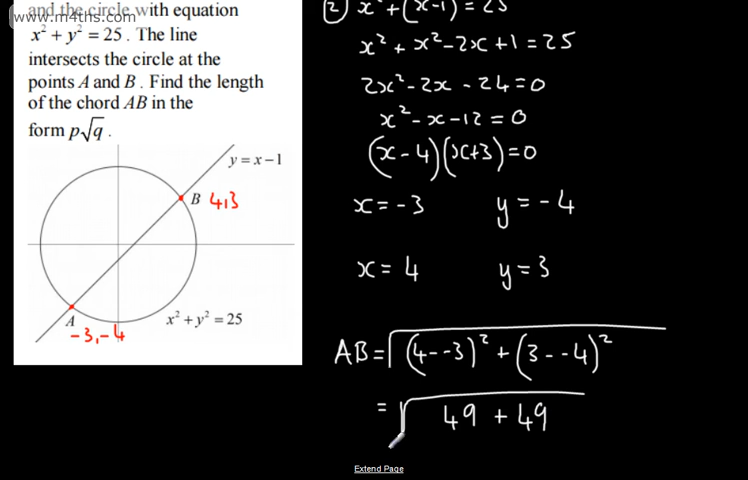 and the circle with equation
www.m4ths.com
x² + y² = 25 . The line
intersects the circle at the
points A and B . Find the length
of the chord AB in the
form p√q .
y = x − 1
B 4,3
A
-3,-4
x² + y² = 25
② x² + (x-1)² = 25
x² + x² - 2x + 1 = 25
2x² - 2x - 24 = 0
x² - x - 12 = 0
(x - 4)(x+3) = 0
x = -3 y = -4
x = 4 y = 3
AB = √(4--3)² + (3--4)²
= √49 + 49
Extend Page